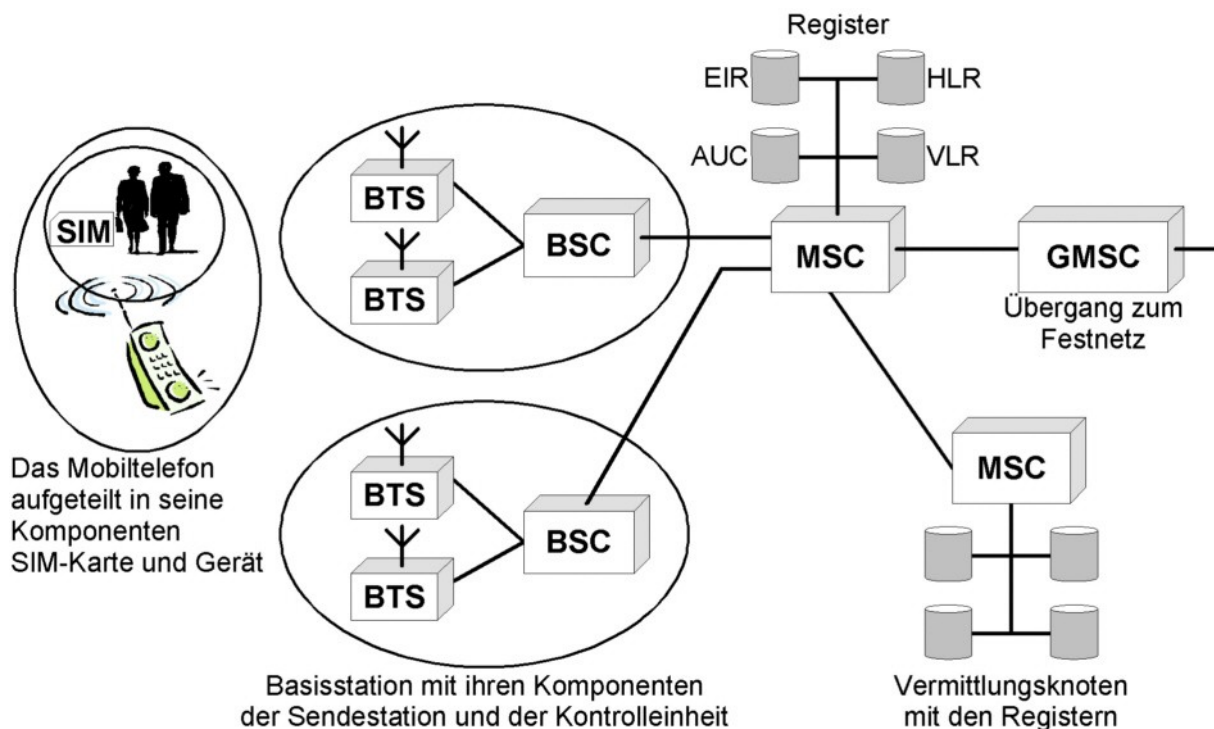 Register
EIR
HLR
AUC
VLR
SIM
BTS
BTS
BSC
MSC
GMSC
Übergang zum
Festnetz
Das Mobiltelefon
aufgeteilt in seine
Komponenten
SIM-Karte und Gerät
BTS
BTS
BSC
MSC
Basisstation mit ihren Komponenten
der Sendestation und der Kontrolleinheit
Vermittlungsknoten
mit den Registern